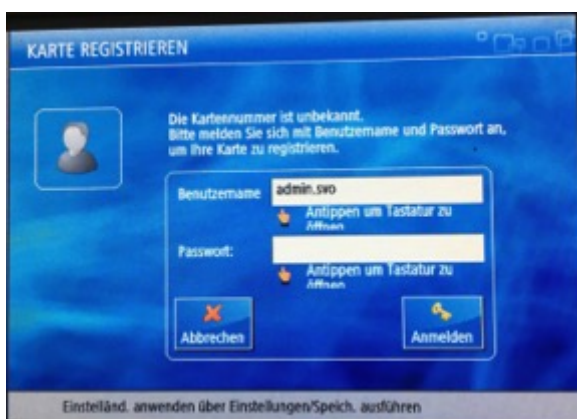 KARTE REGISTRIEREN
Die Kartennummer ist unbekannt.
Bitte melden Sie sich mit Benutzername und Passwort an,
um Ihre Karte zu registrieren.
Benutzername
admin.svo
Antippen um Tastatur zu
öffnen
Passwort:
Antippen um Tastatur zu
öffnen
Abbrechen
Anmelden
Einstelländ. anwenden über Einstellungen/Speich. ausführen